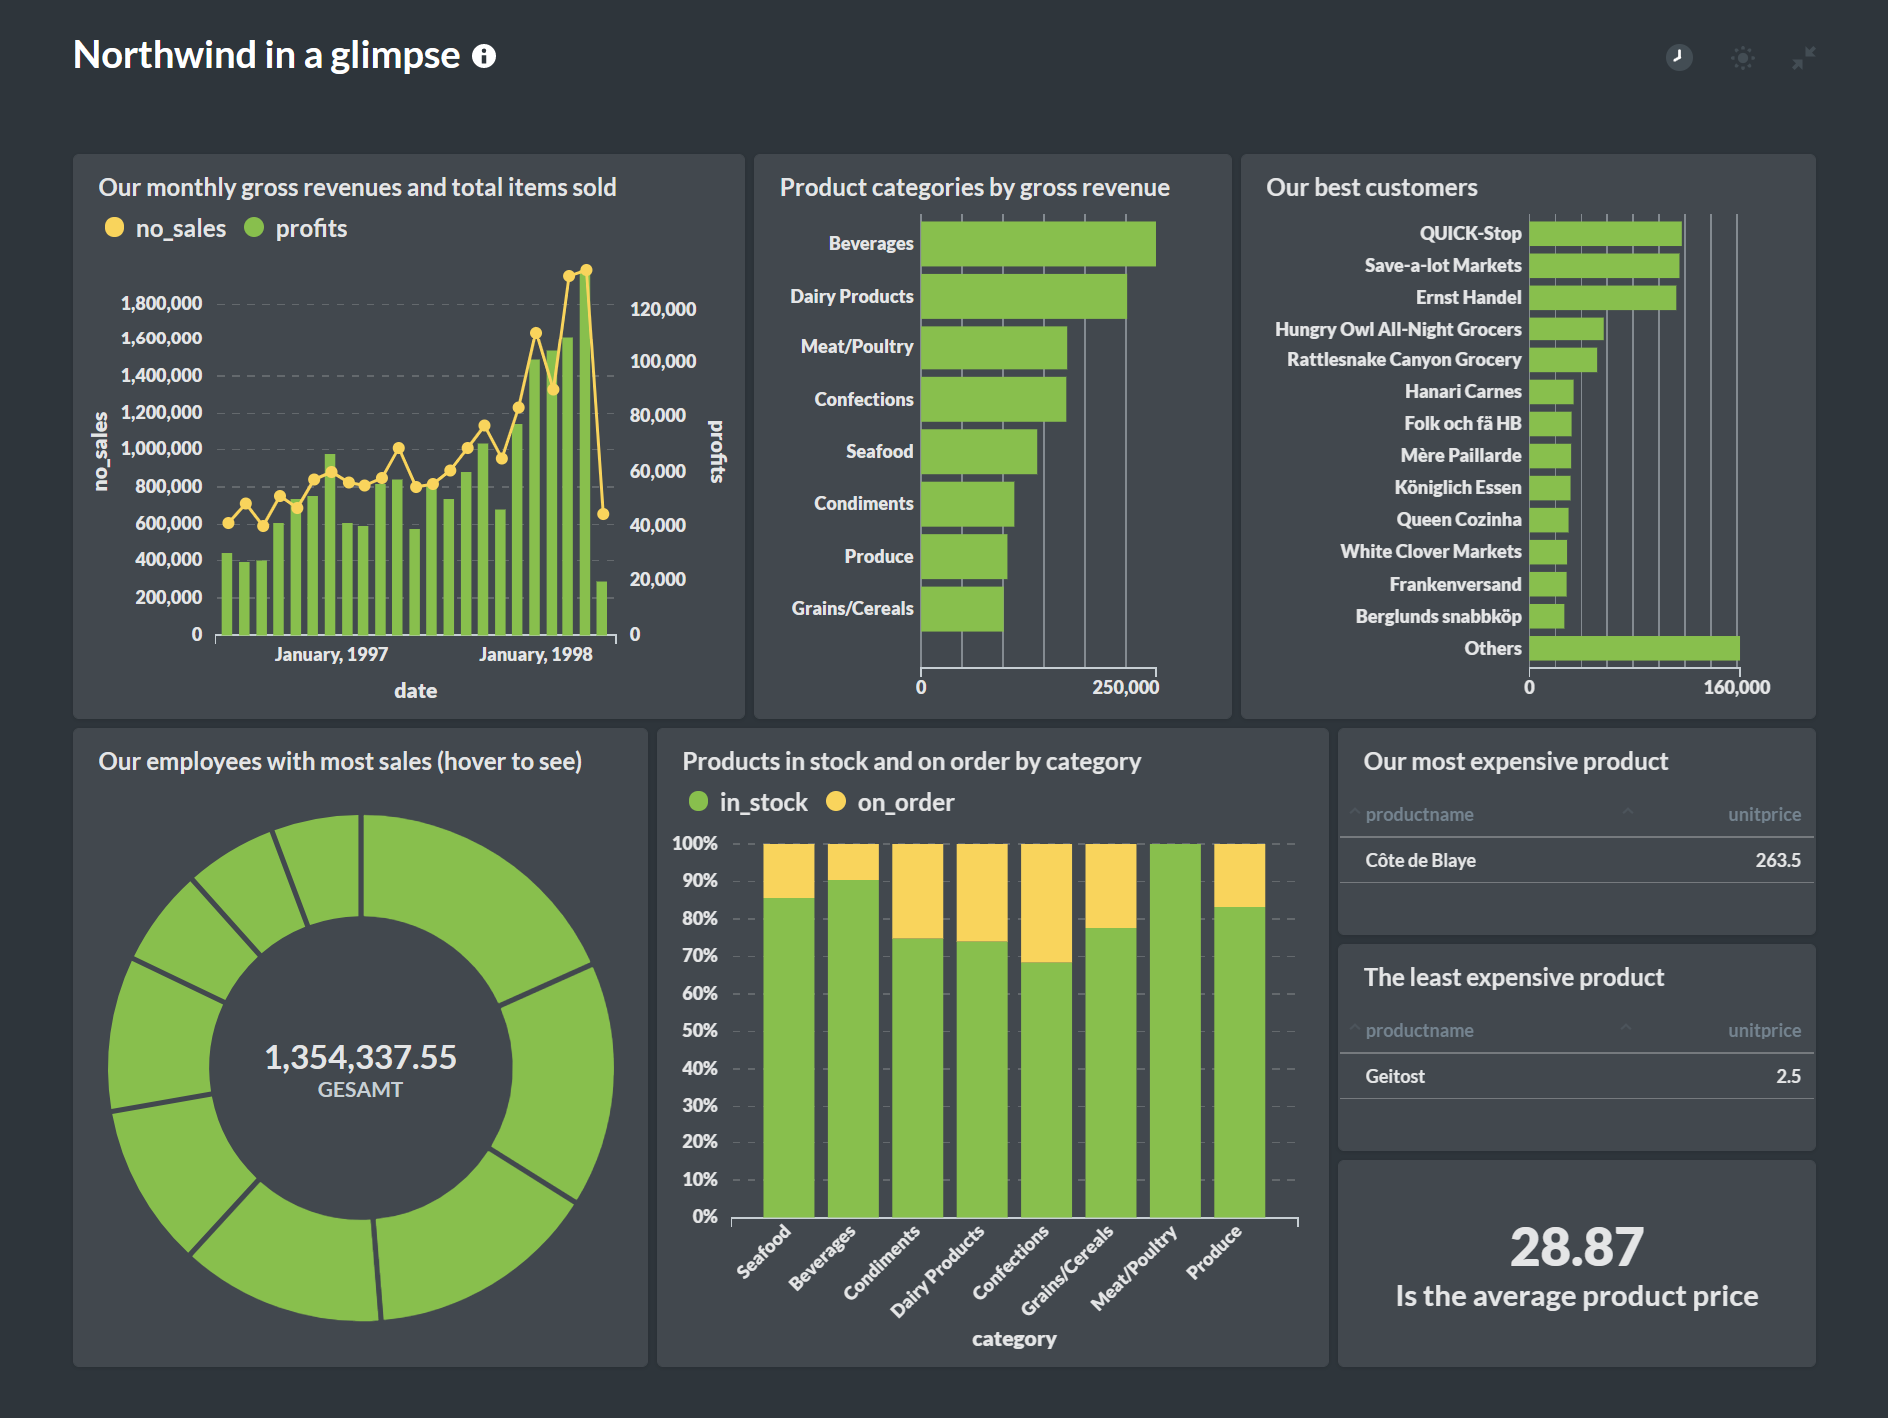 Northwind in a glimpse
Our monthly gross revenues and total items sold
no_sales profits
1,800,000
1,600,000
1,400,000
1,200,000
1,000,000
800,000
600,000
400,000
200,000
0
no_sales
120,000
100,000
80,000
60,000
40,000
20,000
0
profits
January, 1997 January, 1998
date
Product categories by gross revenue
Beverages
Dairy Products
Meat/Poultry
Confections
Seafood
Condiments
Produce
Grains/Cereals
0 250,000
Our best customers
QUICK-Stop
Save-a-lot Markets
Ernst Handel
Hungry Owl All-Night Grocers
Rattlesnake Canyon Grocery
Hanari Carnes
Folk och fä HB
Mère Paillarde
Königlich Essen
Queen Cozinha
White Clover Markets
Frankenversand
Berglunds snabbköp
Others
0 160,000
Our employees with most sales (hover to see)
1,354,337.55
GESAMT
Products in stock and on order by category
in_stock on_order
100%
90%
80%
70%
60%
50%
40%
30%
20%
10%
0%
Seafood
Beverages
Condiments
Dairy Products
Confections
Grains/Cereals
Meat/Poultry
Produce
category
Our most expensive product
productname unitprice
Côte de Blaye 263.5
The least expensive product
productname unitprice
Geitost 2.5
28.87
Is the average product price